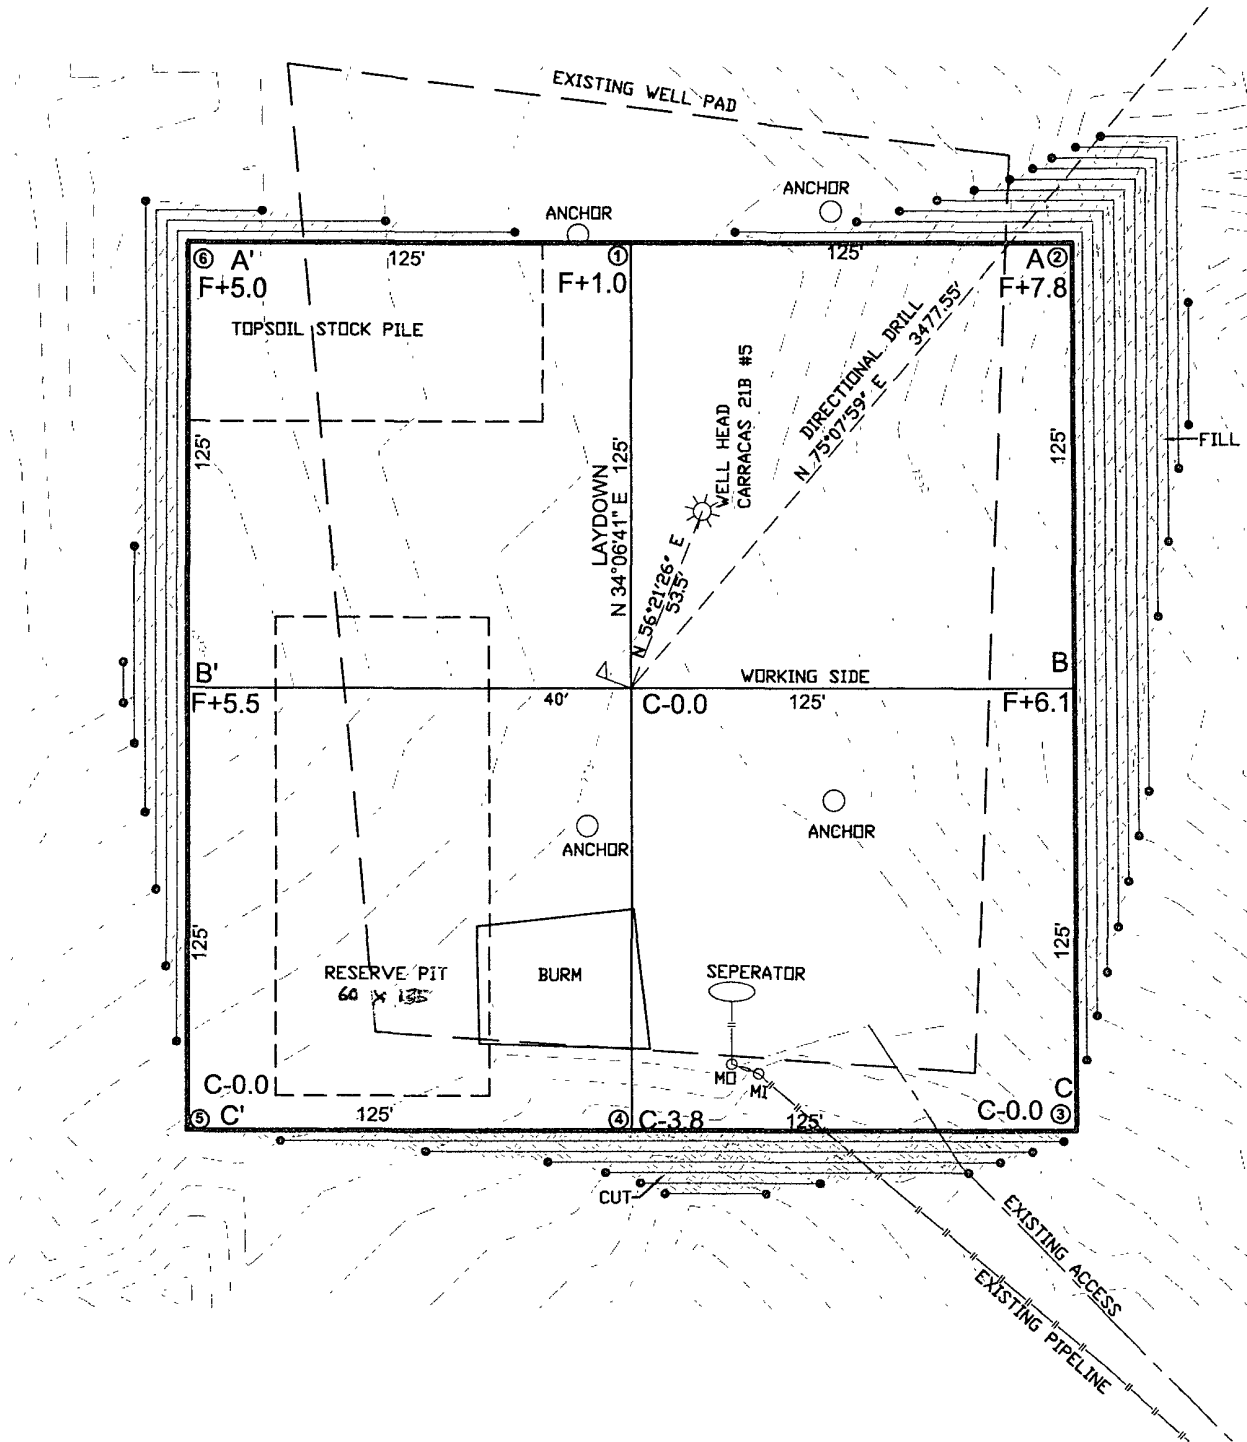 EXISTING WELL PAD
ANCHOR
ANCHOR
⑥ A'
125'
①
125'
A ②
F+5.0
F+1.0
F+7.8
TOPSOIL STOCK PILE
DIRECTIONAL DRILL
3477.55'
N 75°07'59" E
WELL HEAD
CARRACAS 21B #5
FILL
125'
125'
125'
LAYDOWN
N 34°06'41" E
N 56°21'26" E
53.5'
B'
WORKING SIDE
B
F+5.5
40'
C-0.0
125'
F+6.1
ANCHOR
ANCHOR
125'
125'
RESERVE PIT
60 x 135
BURM
SEPERATOR
MO
MI
C-0.0
C
⑤ C'
125'
④
C-3.8
125'
C-0.0 ③
CUT
EXISTING ACCESS
EXISTING PIPELINE